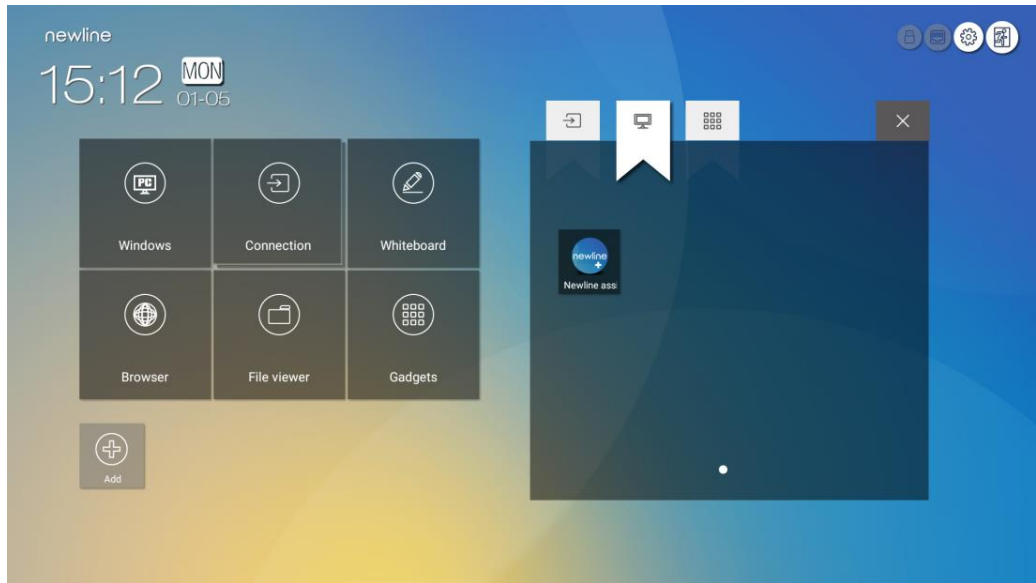 newline
15:12 MON
01-05
PC
Windows
Connection
Whiteboard
newline
Newline assi
Browser
File viewer
Gadgets
Add